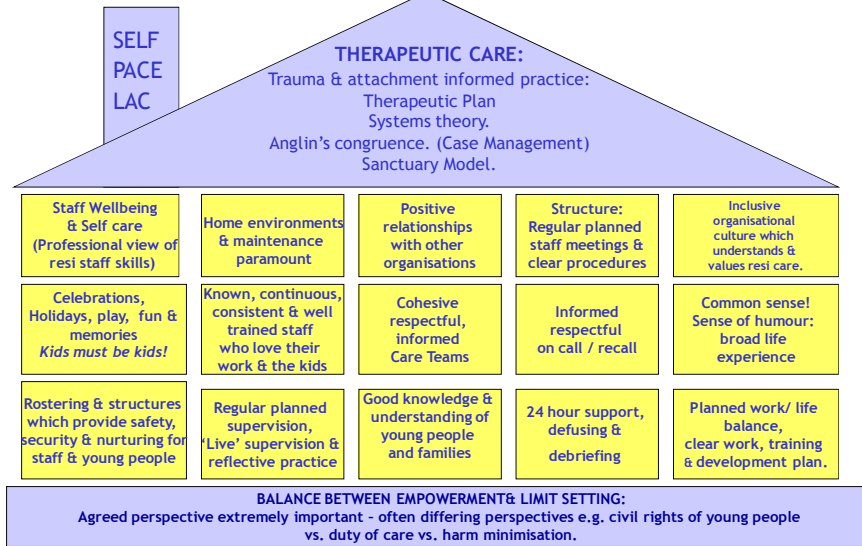 SELF
PACE
LAC
THERAPEUTIC CARE:
Trauma & attachment informed practice:
Therapeutic Plan
Systems theory.
Anglin's congruence. (Case Management)
Sanctuary Model.
Staff Wellbeing
& Self care
(Professional view of
resi staff skills)
Home environments
& maintenance
paramount
Positive
relationships
with other
organisations
Structure:
Regular planned
staff meetings &
clear procedures
Inclusive
organisational
culture which
understands &
values resi care.
Celebrations,
Holidays, play, fun &
memories
Kids must be kids!
Known, continuous,
consistent & well
trained staff
who love their
work & the kids
Cohesive
respectful,
informed
Care Teams
Informed
respectful
on call / recall
Common sense!
Sense of humour:
broad life
experience
Rostering & structures
which provide safety,
security & nurturing for
staff & young people
Regular planned
supervision,
'Live' supervision &
reflective practice
Good knowledge &
understanding of
young people
and families
24 hour support,
defusing &
debriefing
Planned work/ life
balance,
clear work, training
& development plan.
BALANCE BETWEEN EMPOWERMENT& LIMIT SETTING:
Agreed perspective extremely important – often differing perspectives e.g. civil rights of young people
vs. duty of care vs. harm minimisation.